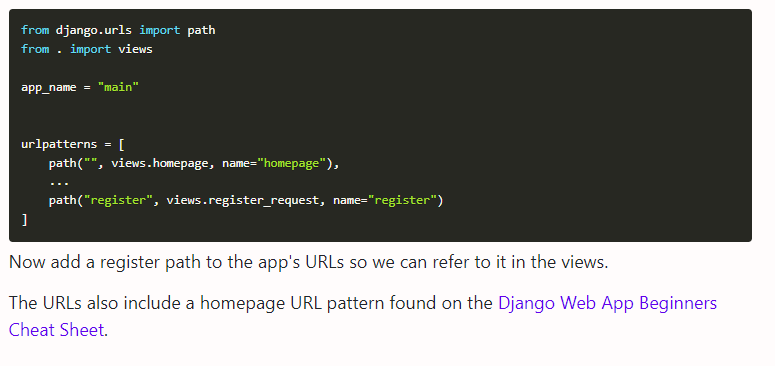 from django.urls import path
from . import views
app_name = "main"
urlpatterns = [
    path("", views.homepage, name="homepage"),
    ...
    path("register", views.register_request, name="register")
]
Now add a register path to the app's URLs so we can refer to it in the views.
The URLs also include a homepage URL pattern found on the Django Web App Beginners
Cheat Sheet.